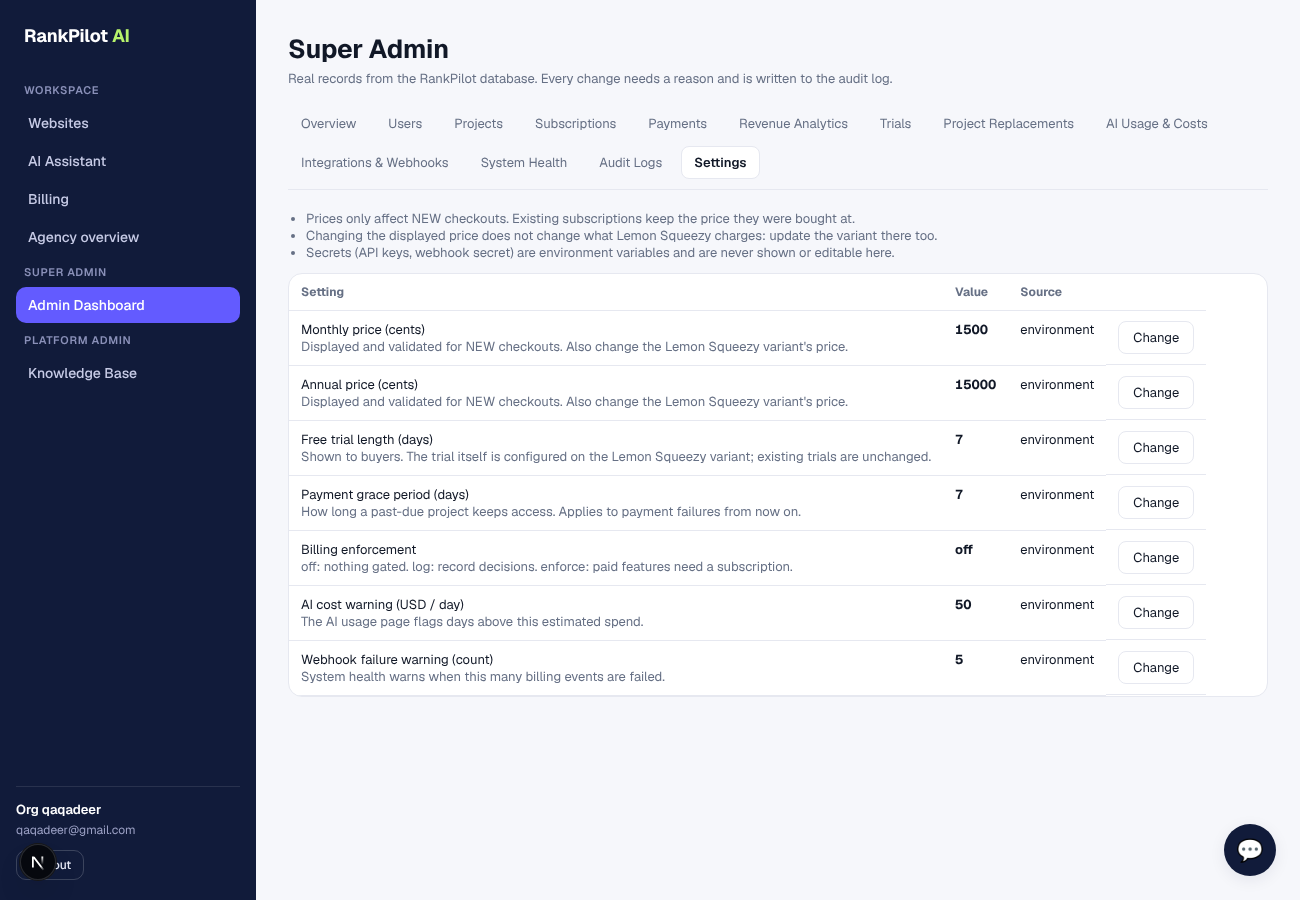 RankPilot AI
WORKSPACE
Websites
AI Assistant
Billing
Agency overview
SUPER ADMIN
Admin Dashboard
PLATFORM ADMIN
Knowledge Base
Org qaqadeer
qaqadeer@gmail.com
N
out
Super Admin
Real records from the RankPilot database. Every change needs a reason and is written to the audit log.
Overview Users Projects Subscriptions Payments Revenue Analytics Trials Project Replacements AI Usage & Costs
Integrations & Webhooks System Health Audit Logs Settings
• Prices only affect NEW checkouts. Existing subscriptions keep the price they were bought at.
• Changing the displayed price does not change what Lemon Squeezy charges: update the variant there too.
• Secrets (API keys, webhook secret) are environment variables and are never shown or editable here.
Setting Value Source
Monthly price (cents) 1500 environment Change
Displayed and validated for NEW checkouts. Also change the Lemon Squeezy variant's price.
Annual price (cents) 15000 environment Change
Displayed and validated for NEW checkouts. Also change the Lemon Squeezy variant's price.
Free trial length (days) 7 environment Change
Shown to buyers. The trial itself is configured on the Lemon Squeezy variant; existing trials are unchanged.
Payment grace period (days) 7 environment Change
How long a past-due project keeps access. Applies to payment failures from now on.
Billing enforcement off environment Change
off: nothing gated. log: record decisions. enforce: paid features need a subscription.
AI cost warning (USD / day) 50 environment Change
The AI usage page flags days above this estimated spend.
Webhook failure warning (count) 5 environment Change
System health warns when this many billing events are failed.